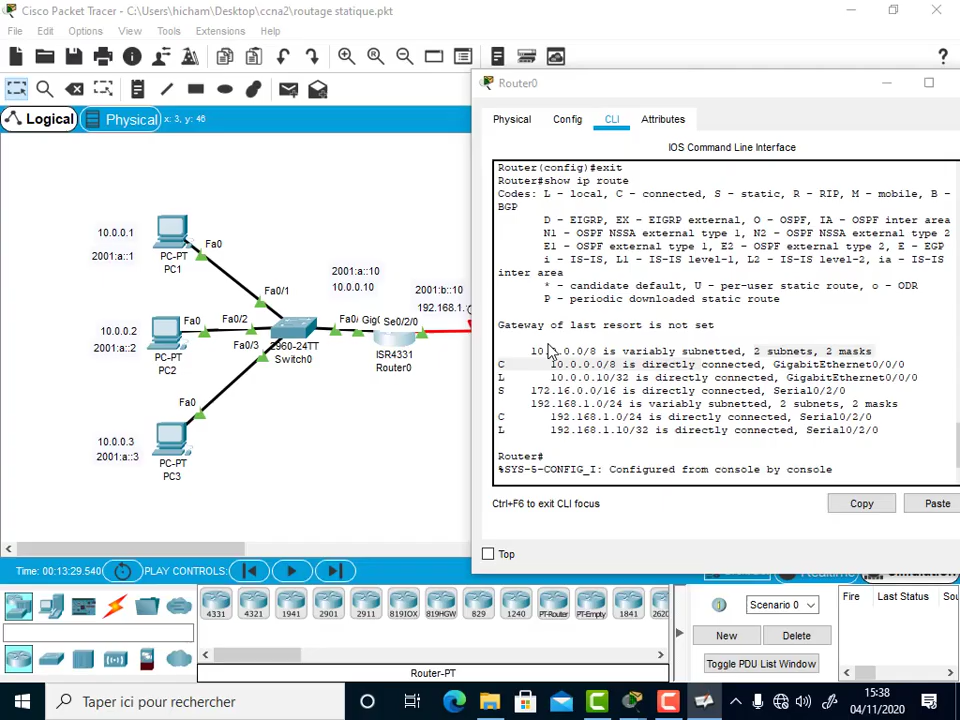 Cisco Packet Tracer - C:\Users\hicham\Desktop\ccna2\routage statique.pkt
File Edit Options View Tools Extensions Help
?
Logical Physical x: 3, y: 46
Router0
Physical Config CLI Attributes
IOS Command Line Interface
Router(config)#exit
Router#show ip route
Codes: L - local, C - connected, S - static, R - RIP, M - mobile, B -
BGP
D - EIGRP, EX - EIGRP external, O - OSPF, IA - OSPF inter area
N1 - OSPF NSSA external type 1, N2 - OSPF NSSA external type 2
E1 - OSPF external type 1, E2 - OSPF external type 2, E - EGP
i - IS-IS, L1 - IS-IS level-1, L2 - IS-IS level-2, ia - IS-IS
inter area
* - candidate default, U - per-user static route, o - ODR
P - periodic downloaded static route
Gateway of last resort is not set
10.0.0.0/8 is variably subnetted, 2 subnets, 2 masks
C 10.0.0.0/8 is directly connected, GigabitEthernet0/0/0
L 10.0.0.10/32 is directly connected, GigabitEthernet0/0/0
S 172.16.0.0/16 is directly connected, Serial0/2/0
192.168.1.0/24 is variably subnetted, 2 subnets, 2 masks
C 192.168.1.0/24 is directly connected, Serial0/2/0
L 192.168.1.10/32 is directly connected, Serial0/2/0
Router#
%SYS-5-CONFIG_I: Configured from console by console
Ctrl+F6 to exit CLI focus
Copy
Paste
Top
10.0.0.1
2001:a::1
Fa0
PC-PT
PC1
2001:a::10
10.0.0.10
2001:b::10
192.168.1.
Fa0/1
10.0.0.2
2001:a::2
Fa0
PC-PT
PC2
Fa0/2
Fa0/3
2960-24TT
Switch0
Fa0/
Se0/2/0
ISR4331
Router0
10.0.0.3
2001:a::3
Fa0
PC-PT
PC3
Time: 00:13:29.540 PLAY CONTROLS:
4331 4321 1941 2901 2911 819IOX 819HGW 829 1240 PT-Router PT-Empty 1841 2620
Router-PT
Scenario 0
New
Delete
Toggle PDU List Window
Fire Last Status Sou
Taper ici pour rechercher
15:38
04/11/2020